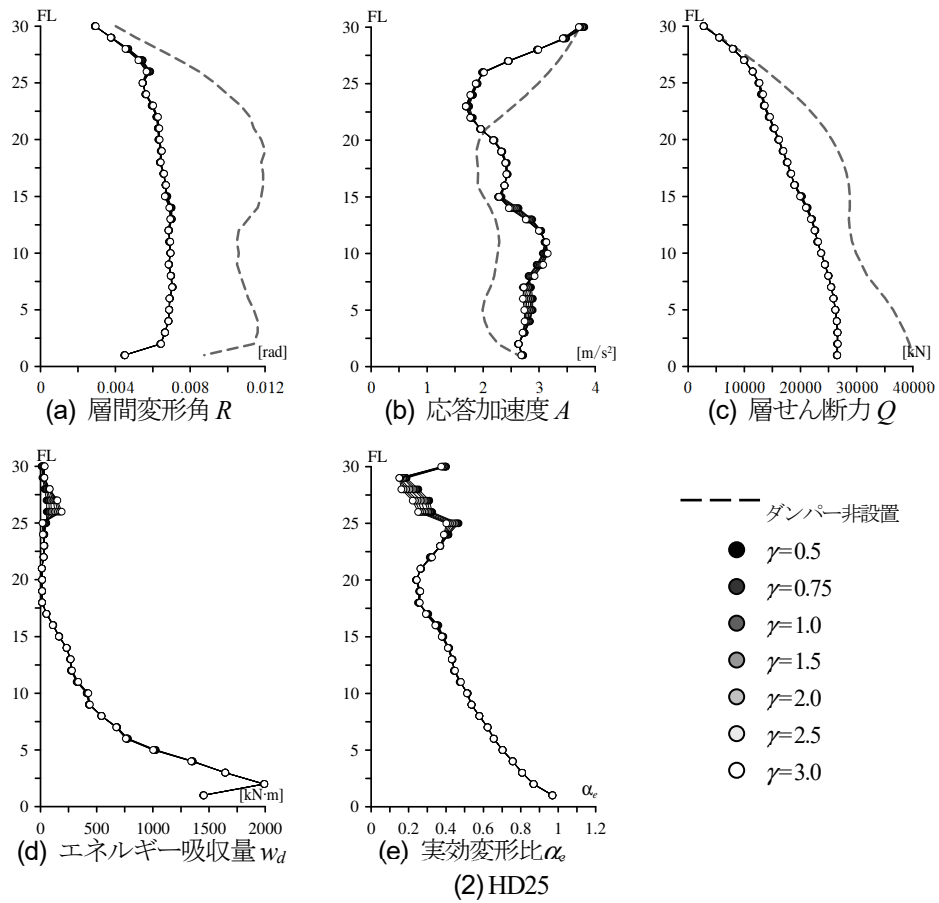 FL
30
25
20
15
10
5
0
[rad]
0 0.004 0.008 0.012
(a) 層間変形角 R
FL
30
25
20
15
10
5
0
[m/s²]
0 1 2 3 4
(b) 応答加速度 A
FL
30
25
20
15
10
5
0
[kN]
0 10000 20000 30000 40000
(c) 層せん断力 Q
FL
30
25
20
15
10
5
0
[kN·m]
0 500 1000 1500 2000
(d) エネルギー吸収量 w_d
FL
30
25
20
15
10
5
0
α_e
0 0.2 0.4 0.6 0.8 1 1.2
(e) 実効変形比 α_e
ダンパー非設置
γ=0.5
γ=0.75
γ=1.0
γ=1.5
γ=2.0
γ=2.5
γ=3.0
(2) HD25